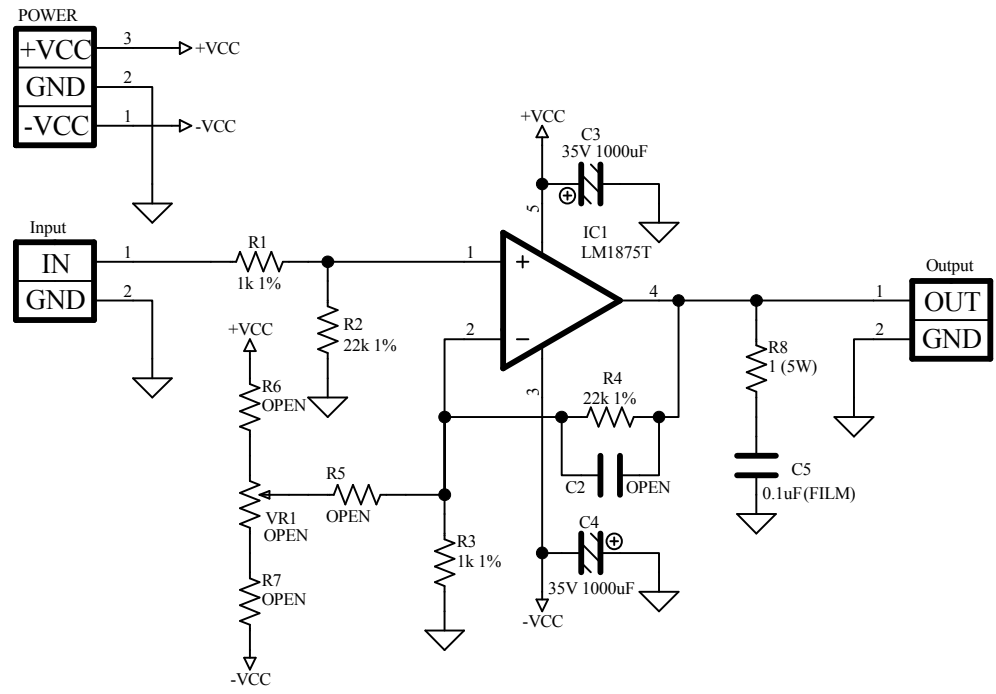 POWER
+VCC
GND
-VCC
3
2
1
+VCC
-VCC
Input
IN
GND
1
2
R1
1k 1%
R2
22k 1%
+VCC
R6
OPEN
VR1
OPEN
R7
OPEN
-VCC
R5
OPEN
R3
1k 1%
+VCC
C3
35V 1000uF
5
IC1
LM1875T
1
+
2
−
3
4
R4
22k 1%
C2
OPEN
C4
35V 1000uF
-VCC
R8
1 (5W)
C5
0.1uF(FILM)
Output
1
2
OUT
GND